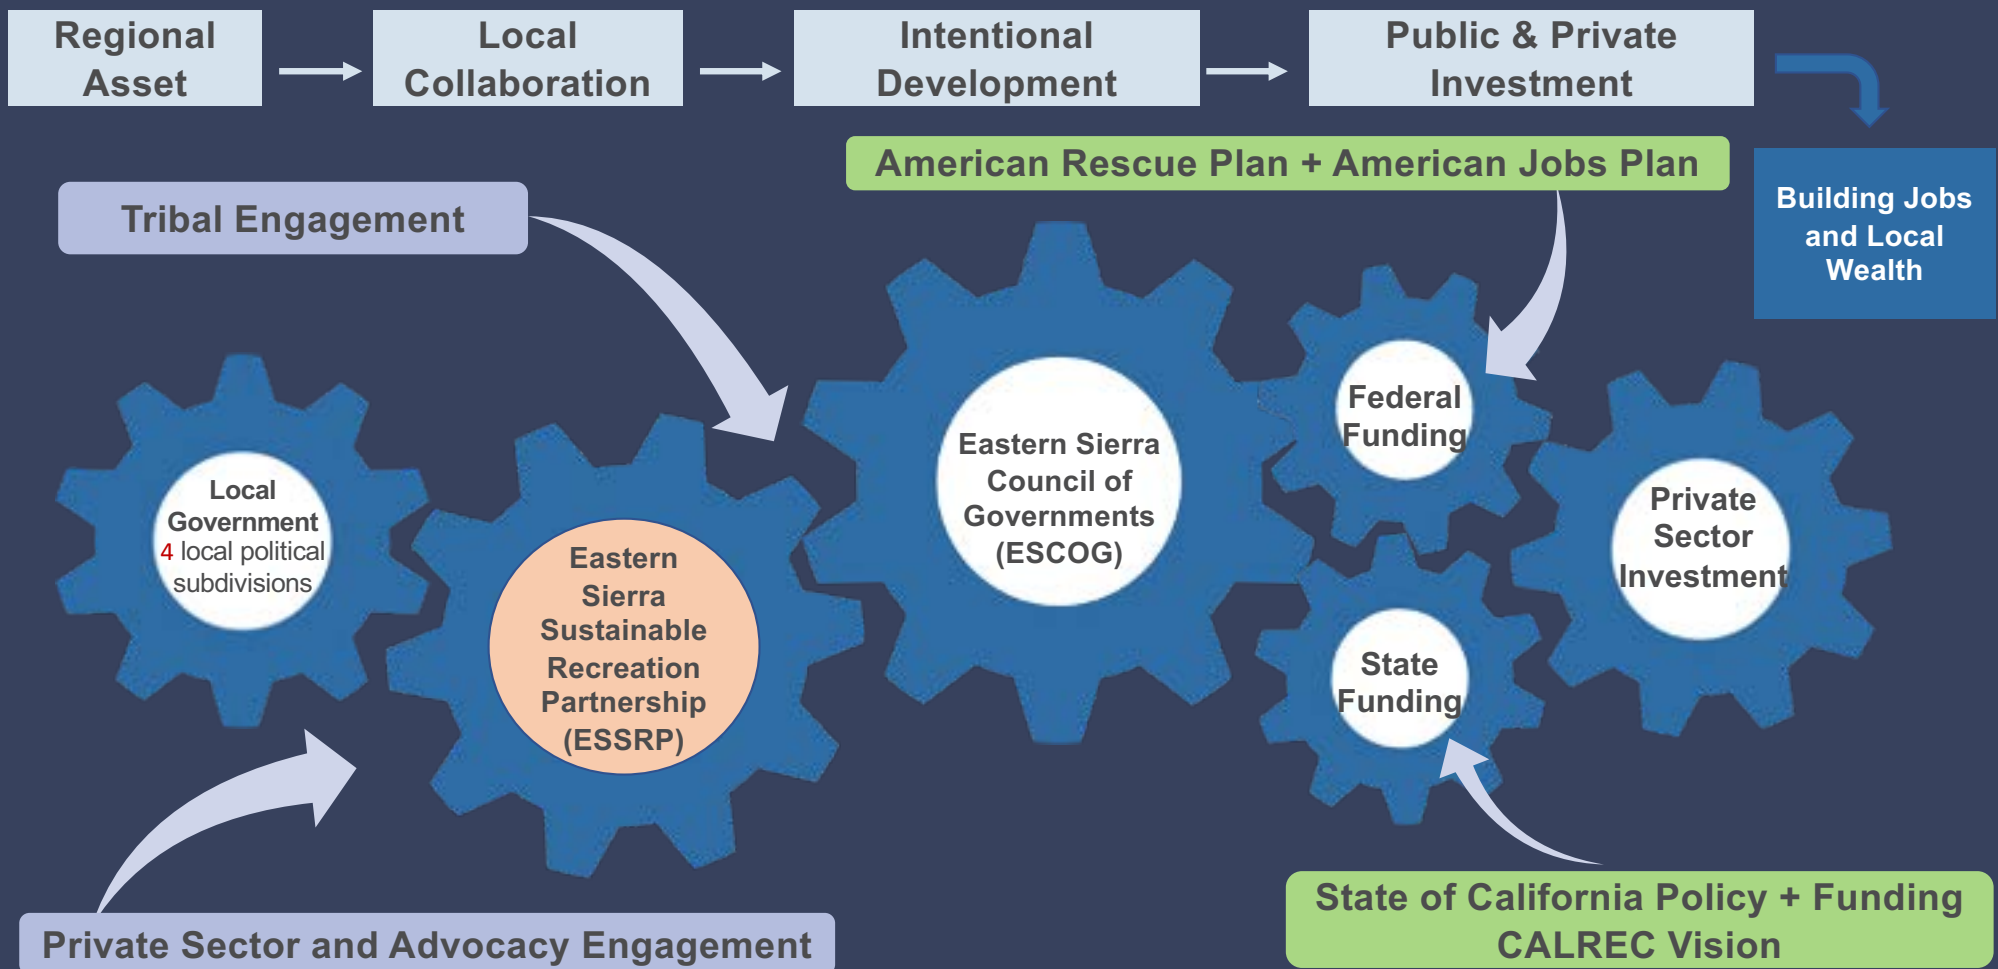 Regional
Asset
Local
Collaboration
Intentional
Development
Public & Private
Investment
American Rescue Plan + American Jobs Plan
Building Jobs
and Local
Wealth
Tribal Engagement
Local
Government
4 local political
subdivisions
Eastern
Sierra
Sustainable
Recreation
Partnership
(ESSRP)
Eastern Sierra
Council of
Governments
(ESCOG)
Federal
Funding
State
Funding
Private
Sector
Investment
Private Sector and Advocacy Engagement
State of California Policy + Funding
CALREC Vision